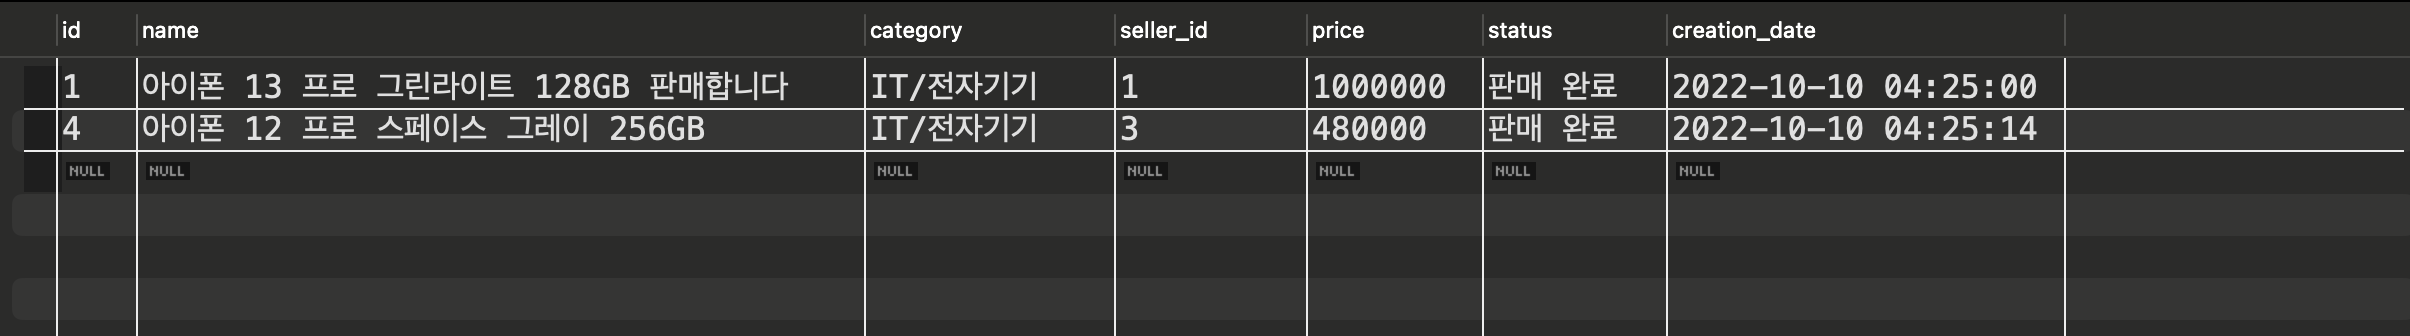 id name category seller_id price status creation_date
1 아이폰 13 프로 그린라이트 128GB 판매합니다 IT/전자기기 1 1000000 판매 완료 2022-10-10 04:25:00
4 아이폰 12 프로 스페이스 그레이 256GB IT/전자기기 3 480000 판매 완료 2022-10-10 04:25:14
NULL NULL NULL NULL NULL NULL NULL